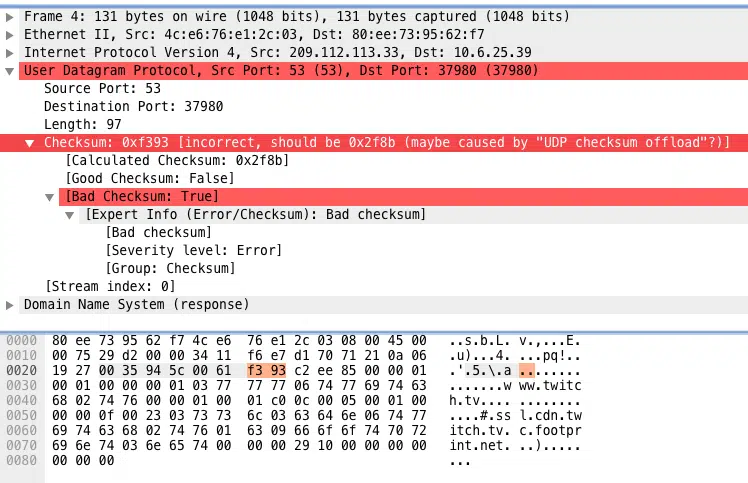 Frame 4: 131 bytes on wire (1048 bits), 131 bytes captured (1048 bits)
Ethernet II, Src: 4c:e6:76:e1:2c:03, Dst: 80:ee:73:95:62:f7
Internet Protocol Version 4, Src: 209.112.113.33, Dst: 10.6.25.39
User Datagram Protocol, Src Port: 53 (53), Dst Port: 37980 (37980)
Source Port: 53
Destination Port: 37980
Length: 97
Checksum: 0xf393 [incorrect, should be 0x2f8b (maybe caused by "UDP checksum offload"?)]
[Calculated Checksum: 0x2f8b]
[Good Checksum: False]
[Bad Checksum: True]
[Expert Info (Error/Checksum): Bad checksum]
[Bad checksum]
[Severity level: Error]
[Group: Checksum]
[Stream index: 0]
Domain Name System (response)
0000 80 ee 73 95 62 f7 4c e6 76 e1 2c 03 08 00 45 00 ..s.b.L. v.,...E.
0010 00 75 29 d2 00 00 34 11 f6 e7 d1 70 71 21 0a 06 .u)...4. ...pq!..
0020 19 27 00 35 94 5c 00 61 f3 93 c2 ee 85 00 00 01 .'.5.\.a ........
0030 00 01 00 00 00 01 03 77 77 77 06 74 77 69 74 63 .......w ww.twitc
0040 68 02 74 76 00 00 01 00 01 c0 0c 00 05 00 01 00 h.tv.... ........
0050 00 00 0f 00 23 03 73 73 6c 03 63 64 6e 06 74 77 ....#.ss l.cdn.tw
0060 69 74 63 68 02 74 76 01 63 09 66 6f 6f 74 70 72 itch.tv. c.footpr
0070 69 6e 74 03 6e 65 74 00 00 00 29 10 00 00 00 00 int.net. ..).....
0080 00 00 00 ...